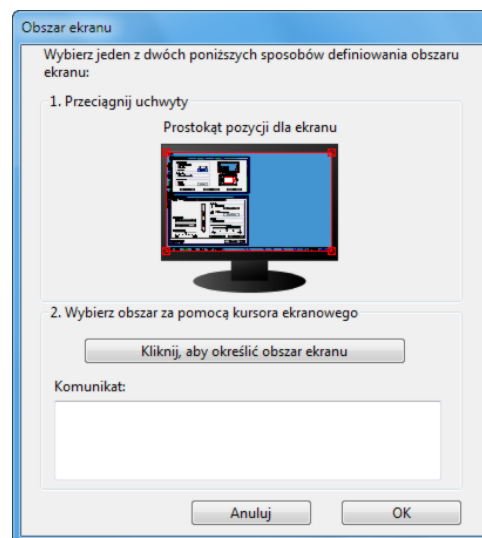 Obszar ekranu
Wybierz jeden z dwóch poniższych sposobów definiowania obszaru
ekranu:
1. Przeciągnij uchwyty
Prostokąt pozycji dla ekranu
2. Wybierz obszar za pomocą kursora ekranowego
Kliknij, aby określić obszar ekranu
Komunikat:
Anuluj
OK